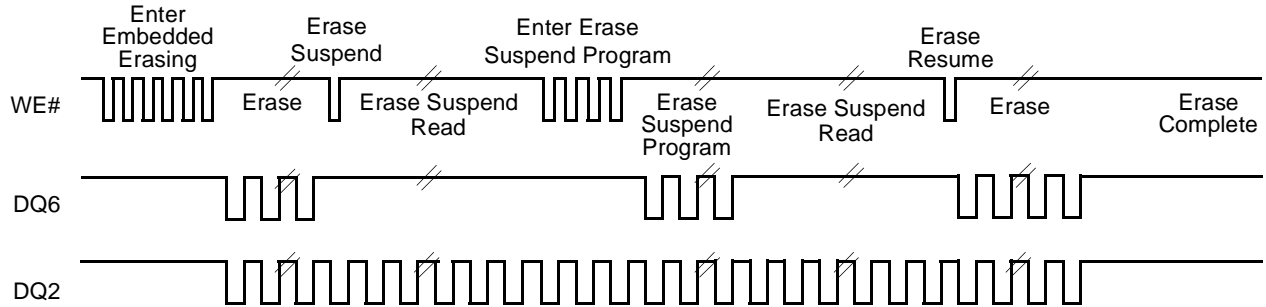 Enter
Embedded
Erasing
Erase
Suspend
Enter Erase
Suspend Program
Erase
Resume
WE#
Erase
Erase Suspend
Read
Erase
Suspend
Program
Erase Suspend
Read
Erase
Erase
Complete
DQ6
DQ2